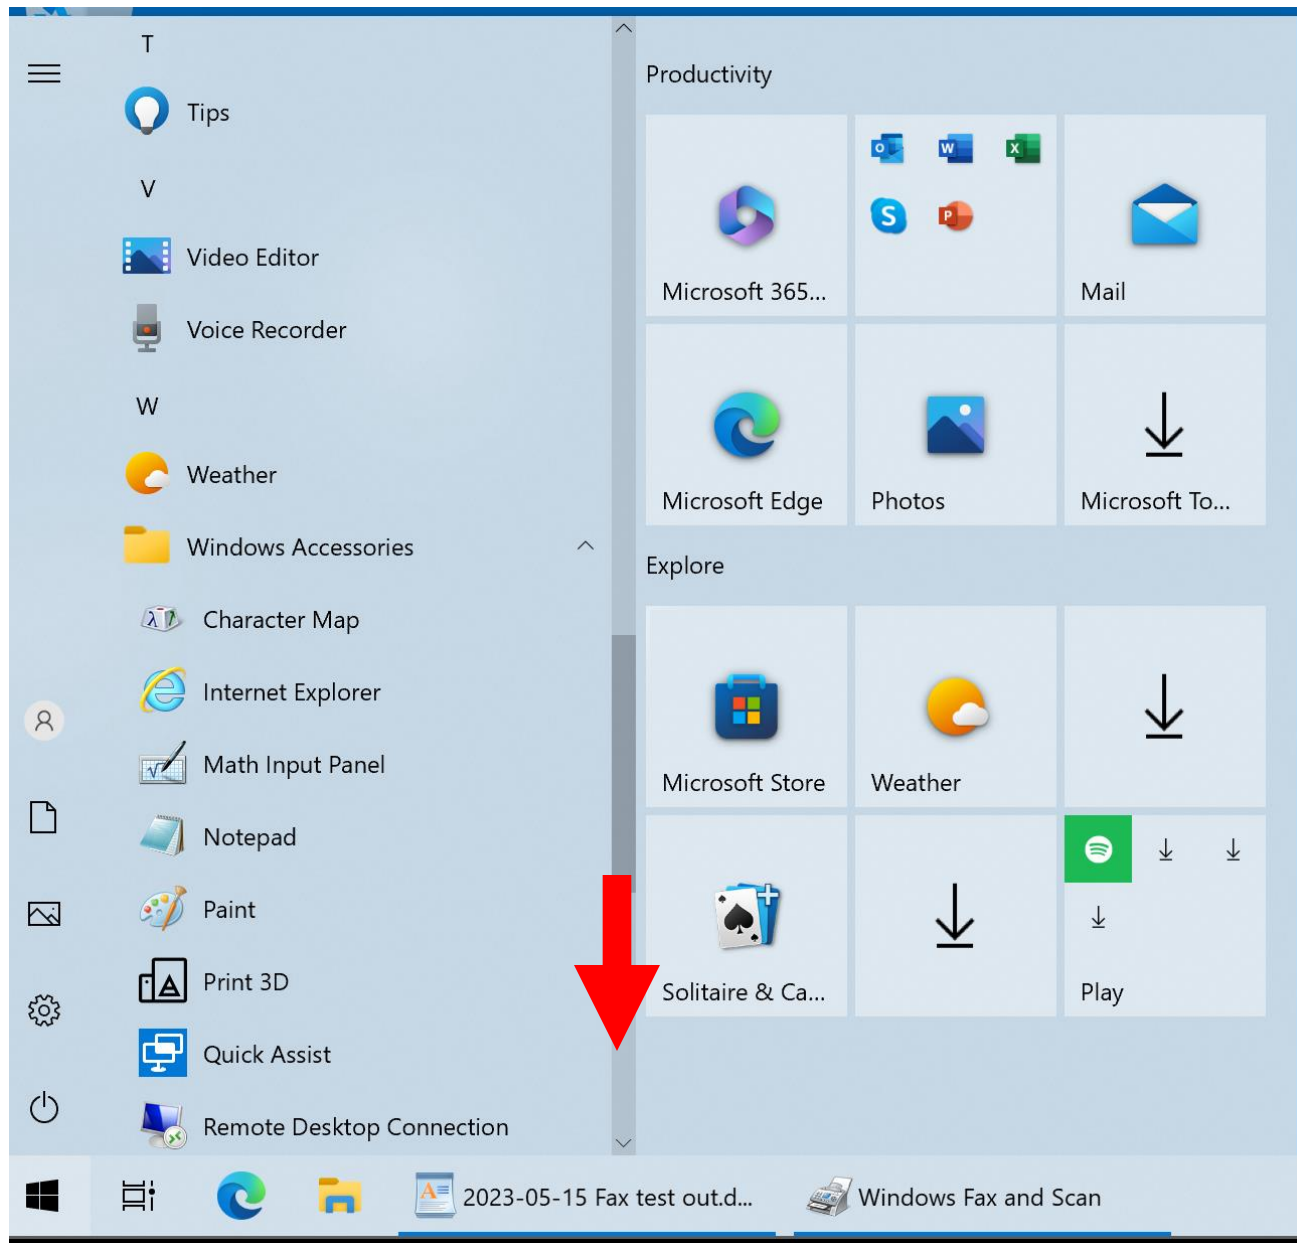 T
Tips
V
Video Editor
Voice Recorder
W
Weather
Windows Accessories
Character Map
Internet Explorer
Math Input Panel
Notepad
Paint
Print 3D
Quick Assist
Remote Desktop Connection
Productivity
Microsoft 365...
Mail
Microsoft Edge
Photos
Microsoft To...
Explore
Microsoft Store
Weather
Solitaire & Ca...
Play
2023-05-15 Fax test out.d...
Windows Fax and Scan